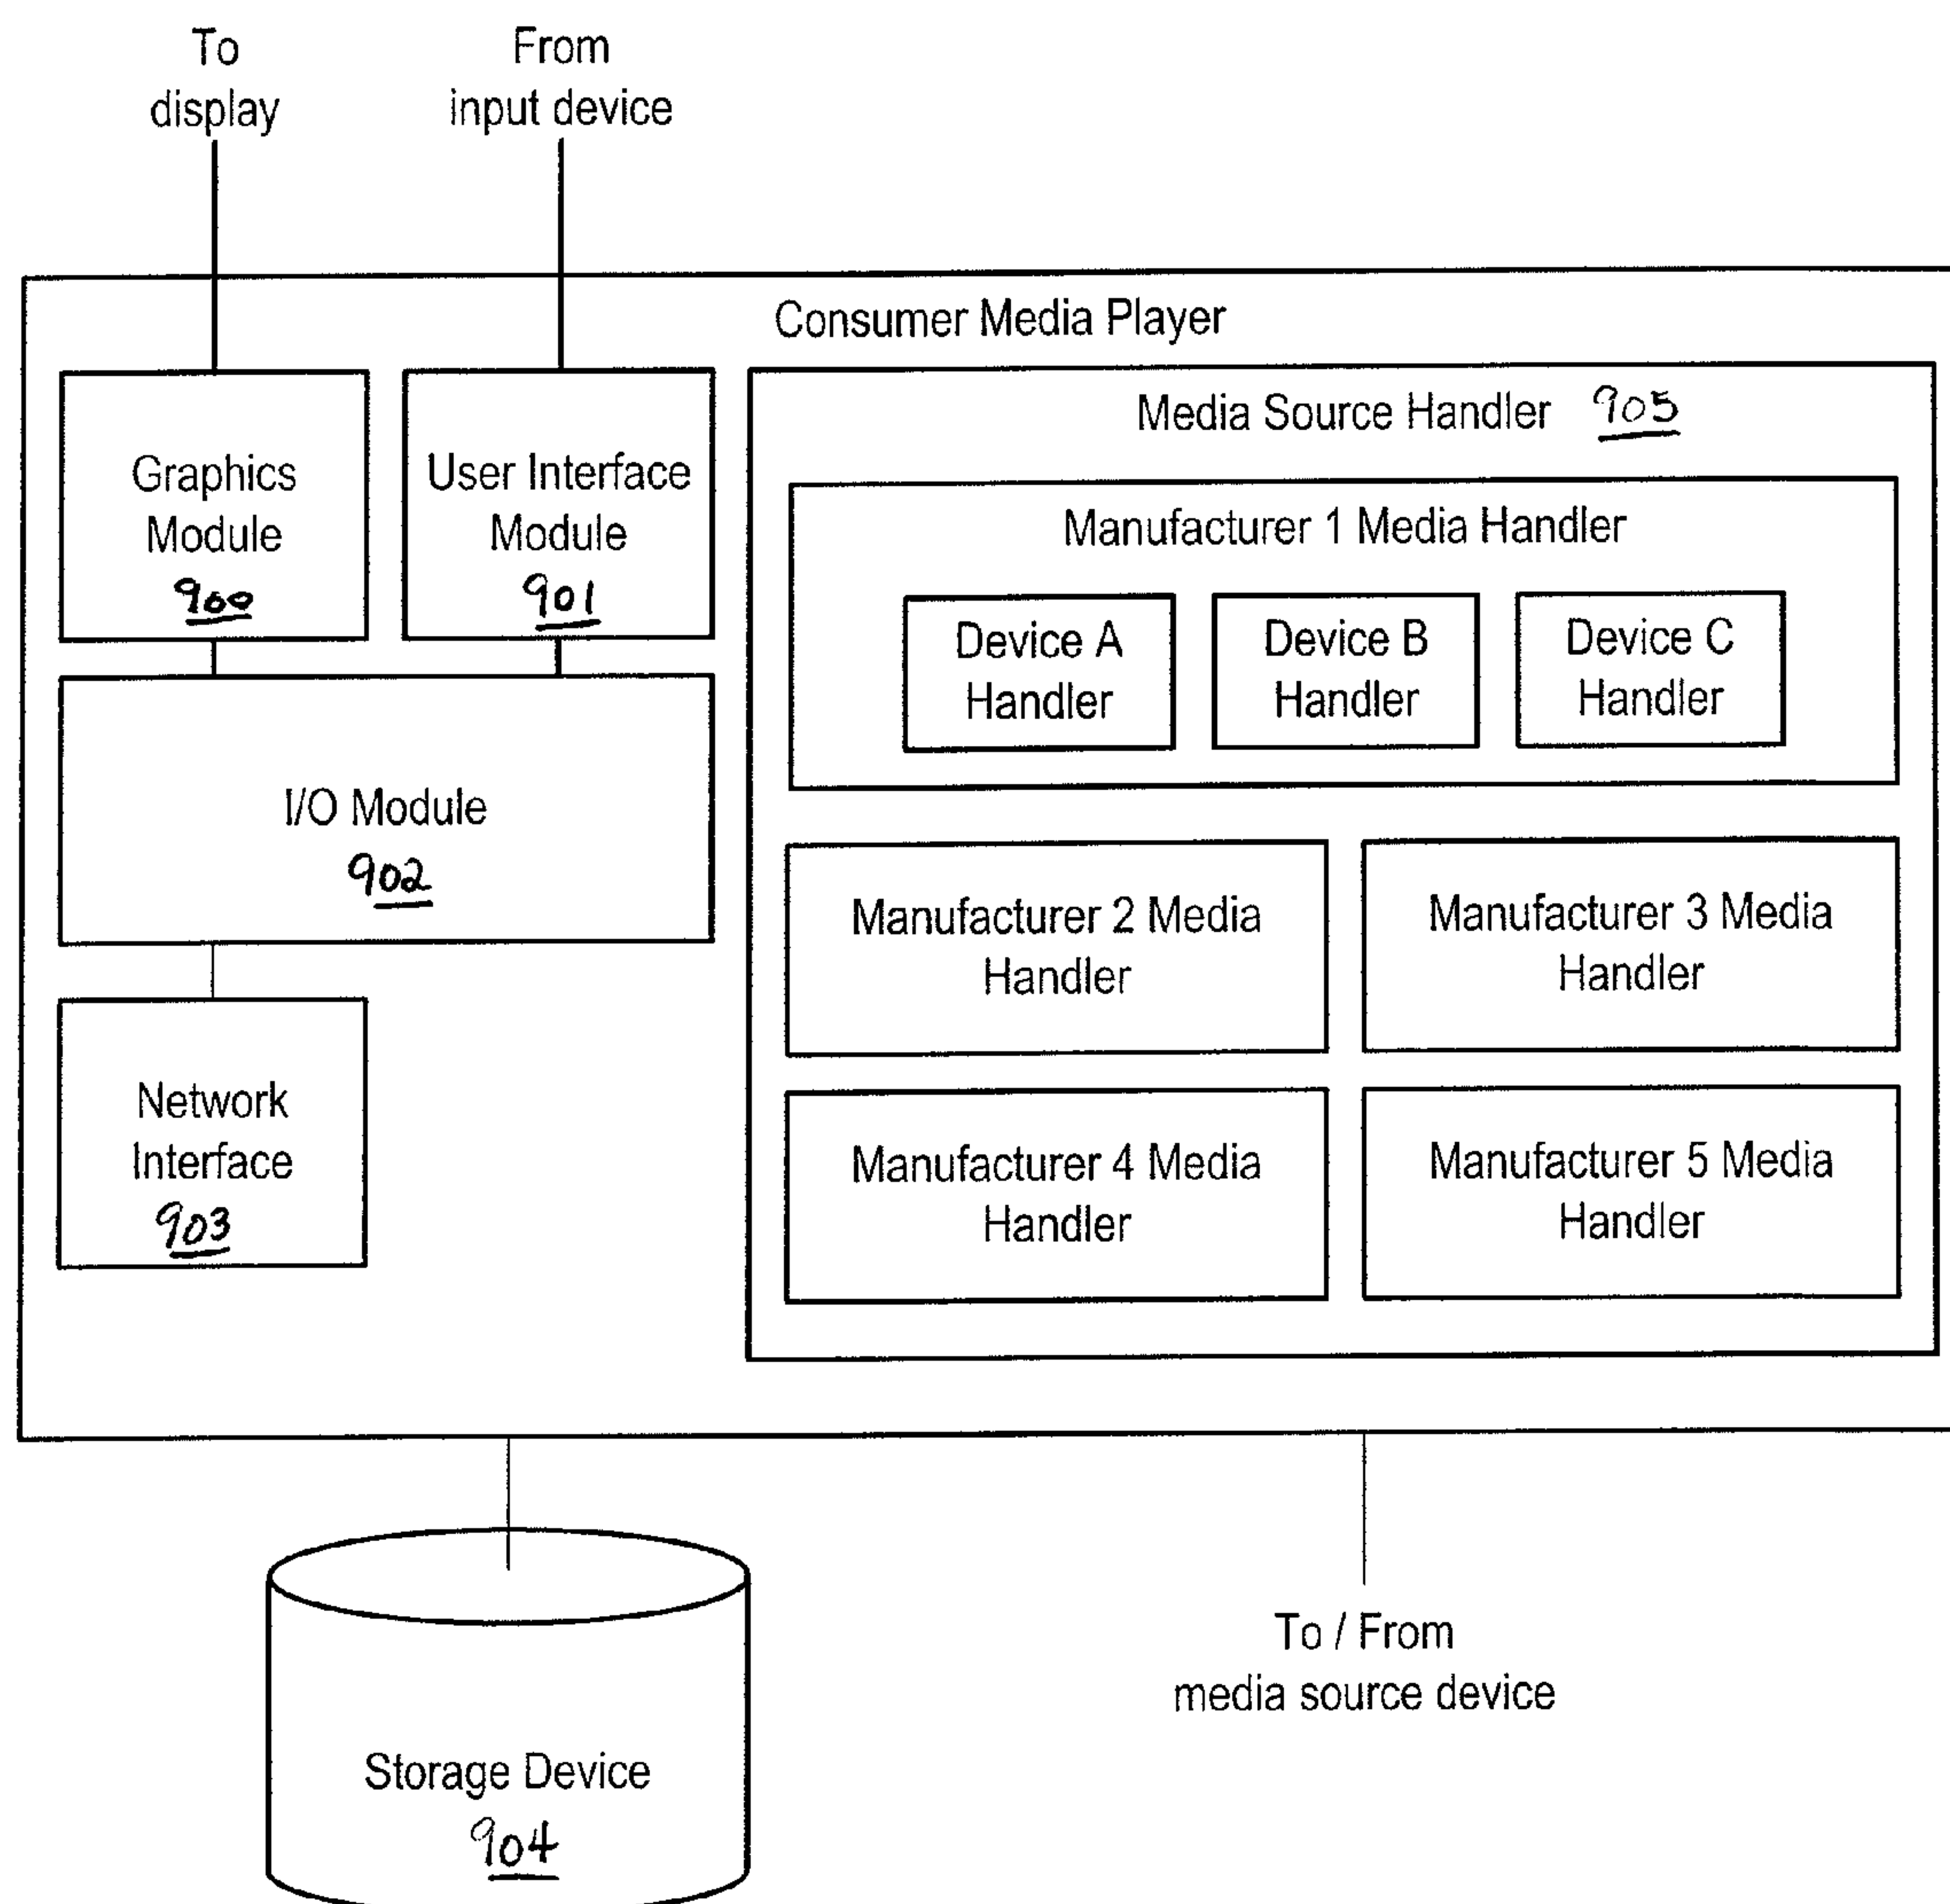 To
display
From
input device
Consumer Media Player
Graphics
Module
900
User Interface
Module
901
I/O Module
902
Network
Interface
903
Media Source Handler 905
Manufacturer 1 Media Handler
Device A
Handler
Device B
Handler
Device C
Handler
Manufacturer 2 Media
Handler
Manufacturer 3 Media
Handler
Manufacturer 4 Media
Handler
Manufacturer 5 Media
Handler
Storage Device
904
To / From
media source device